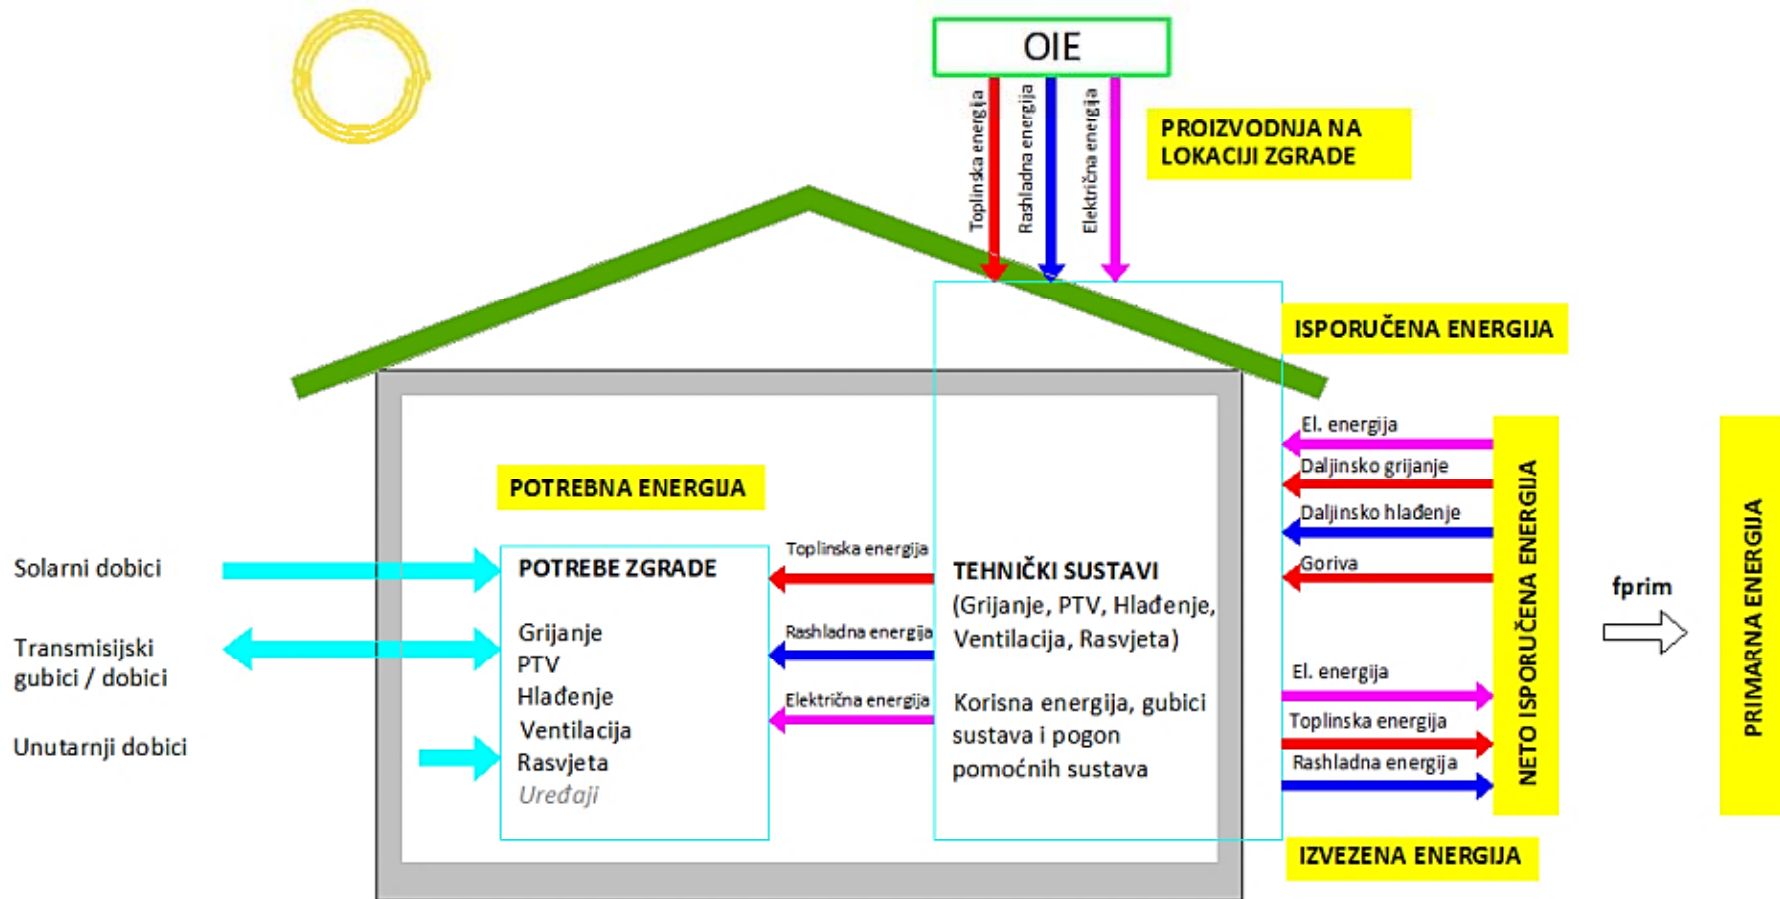 OIE
Toplinska energija
Rashladna energija
Električna energija
PROIZVODNJA NA
LOKACIJI ZGRADE
ISPORUČENA ENERGIJA
El. energija
Daljinsko grijanje
Daljinsko hlađenje
Goriva
POTREBNA ENERGIJA
Solarni dobici
Transmisijski
gubici / dobici
Unutarnji dobici
POTREBE ZGRADE
Grijanje
PTV
Hlađenje
Ventilacija
Rasvjeta
Uređaji
Toplinska energija
Rashladna energija
Električna energija
TEHNIČKI SUSTAVI
(Grijanje, PTV, Hlađenje,
Ventilacija, Rasvjeta)
Korisna energija, gubici
sustava i pogon
pomoćnih sustava
El. energija
Toplinska energija
Rashladna energija
IZVEZENA ENERGIJA
NETO ISPORUČENA ENERGIJA
fprim
PRIMARNA ENERGIJA